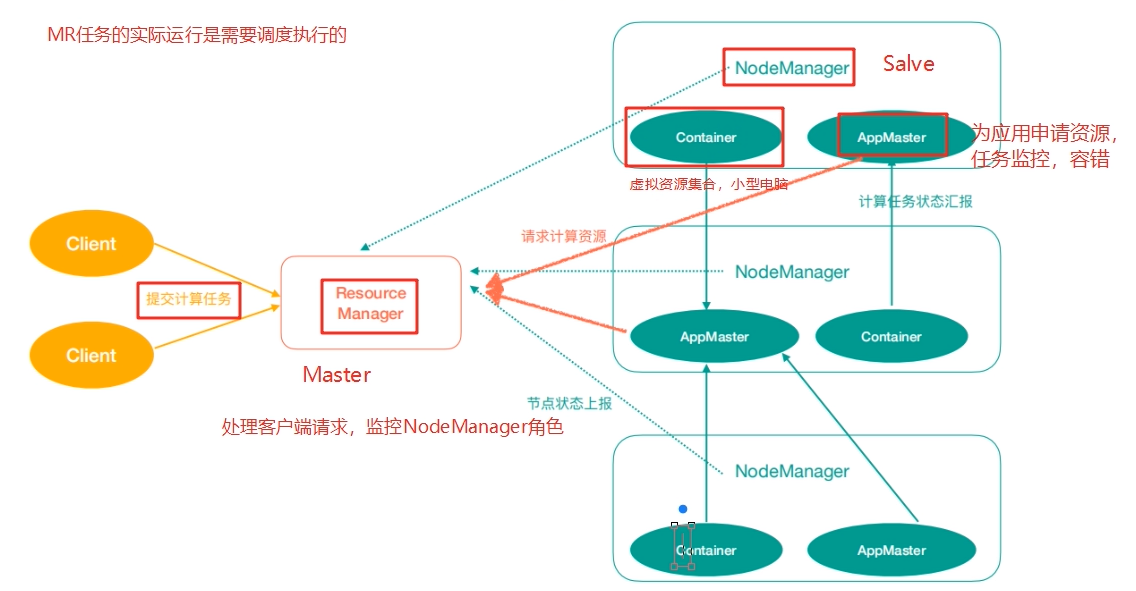 MR任务的实际运行是需要调度执行的
NodeManager
Salve
Container
AppMaster
为应用申请资源，
任务监控，容错
虚拟资源集合，小型电脑
计算任务状态汇报
请求计算资源
Client
提交计算任务
Client
Resource
Manager
Master
处理客户端请求，监控NodeManager角色
NodeManager
AppMaster
Container
节点状态上报
NodeManager
Container
AppMaster